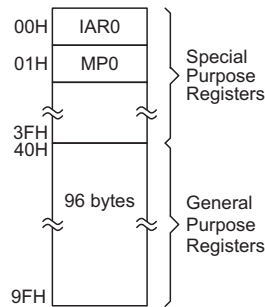 00H IAR0
01H MP0
Special
Purpose
Registers
3FH
40H
96 bytes
General
Purpose
Registers
9FH